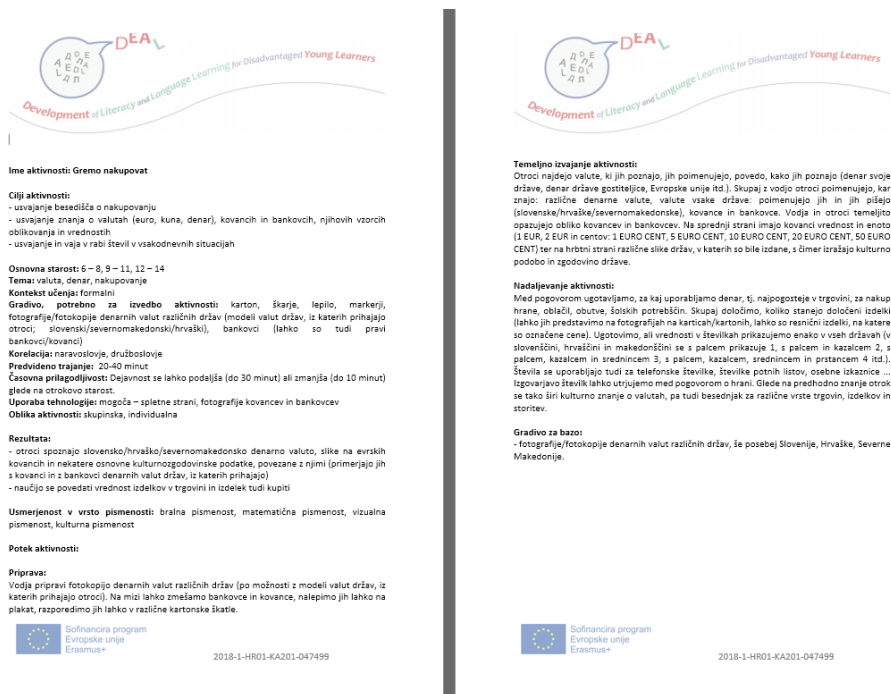 DEAL
Development of Literacy and Language Learning for Disadvantaged Young Learners
Ime aktivnosti: Gremo nakupovat
Cilji aktivnosti:
- usvajanje besedišča o nakupovanju
- usvajanje znanja o valutah (euro, kuna, denar), kovancih in bankovcih, njihovih vzorcih
oblikovanja in vrednostih
- usvajanje in vaja v rabi števil v vsakodnevnih situacijah
Osnovna starost: 6 – 8, 9 – 11, 12 – 14
Tema: valuta, denar, nakupovanje
Kontekst učenja: formalni
Gradivo, potrebno za izvedbo aktivnosti: karton, škarje, lepilo, markerji,
fotografije/fotokopije denarnih valut različnih držav (modeli valut držav, iz katerih prihajajo
otroci; slovenski/severnomakedonski/hrvaški), bankovci (lahko so tudi pravi
bankovci/kovanci)
Korelacija: naravoslovje, družboslovje
Predvideno trajanje: 20-40 minut
Časovna prilagodljivost: Dejavnost se lahko podaljša (do 30 minut) ali zmanjša (do 10 minut)
glede na otrokovo starost.
Uporaba tehnologije: mogoča – spletne strani, fotografije kovancev in bankovcev
Oblika aktivnosti: skupinska, individualna
Rezultata:
- otroci spoznajo slovensko/hrvaško/severnomakedonsko denarno valuto, slike na evrskih
kovancih in nekatere osnovne kulturnozgodovinske podatke, povezane z njimi (primerjajo jih
s kovanci in z bankovci denarnih valut držav, iz katerih prihajajo)
- naučijo se povedati vrednost izdelkov v trgovini in izdelek tudi kupiti
Usmerjenost v vrsto pismenosti: bralna pismenost, matematična pismenost, vizualna
pismenost, kulturna pismenost
Potek aktivnosti:
Priprava:
Vodja pripravi fotokopijo denarnih valut različnih držav (po možnosti z modeli valut držav, iz
katerih prihajajo otroci). Na mizi lahko zmešamo bankovce in kovance, nalepimo jih lahko na
plakat, razporedimo jih lahko v različne kartonske škatle.
Sofinancira program
Evropske unije
Erasmus+
2018-1-HR01-KA201-047499
DEAL
Development of Literacy and Language Learning for Disadvantaged Young Learners
Temeljno izvajanje aktivnosti:
Otroci najdejo valute, ki jih poznajo, jih poimenujejo, povedo, kako jih poznajo (denar svoje
države, denar države gostiteljice, Evropske unije itd.). Skupaj z vodjo otroci poimenujejo, kar
znajo: različne denarne valute, valute vsake države: poimenujejo jih in jih pišejo
(slovenske/hrvaške/severnomakedonske), kovance in bankovce. Vodja in otroci temeljito
opazujejo obliko kovancev in bankovcev. Na sprednji strani imajo kovanci vrednost in enoto
(1 EUR, 2 EUR in centov: 1 EURO CENT, 5 EURO CENT, 10 EURO CENT, 20 EURO CENT, 50 EURO
CENT) ter na hrbtni strani različne slike držav, v katerih so bile izdane, s čimer izražajo kulturno
podobo in zgodovino države.
Nadaljevanje aktivnosti:
Med pogovorom ugotavljamo, za kaj uporabljamo denar, tj. najpogosteje v trgovini, za nakup
hrane, oblačil, obutve, šolskih potrebščin. Skupaj določimo, koliko stanejo določeni izdelki
(lahko jih predstavimo na fotografijah na karticah/kartonih, lahko so resnični izdelki, na katere
so označene cene). Ugotovimo, ali vrednosti v številkah prikazujemo enako v vseh državah (v
slovenščini, hrvaščini in makedonščini se s palcem prikazuje 1, s palcem in kazalcem 2, s
palcem, kazalcem in sredincem 3, s palcem, kazalcem, sredincem in prstancem 4 itd.).
Števila se uporabljajo tudi za telefonske številke, številke potnih listov, osebne izkaznice ...
Izgovarjavo številk lahko utrjujemo med pogovorom o hrani. Glede na predhodno znanje otrok
se tako širi kulturno znanje o valutah, pa tudi besednjak za različne vrste trgovin, izdelkov in
storitev.
Gradivo za bazo:
- fotografije/fotokopije denarnih valut različnih držav, še posebej Slovenije, Hrvaške, Severne
Makedonije.
Sofinancira program
Evropske unije
Erasmus+
2018-1-HR01-KA201-047499